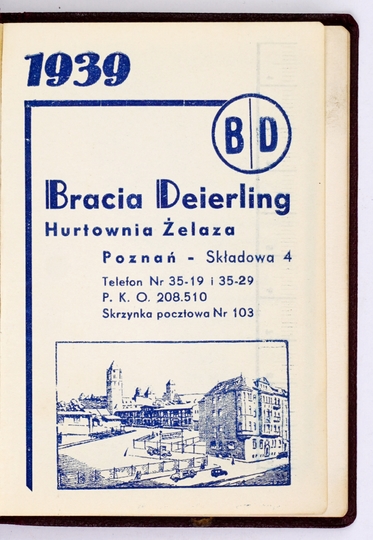 1939
B D
Bracia Deierling
Hurtownia Żelaza
Poznań - Składowa 4
Telefon Nr 35-19 i 35-29
P. K. O. 208.510
Skrzynka pocztowa Nr 103